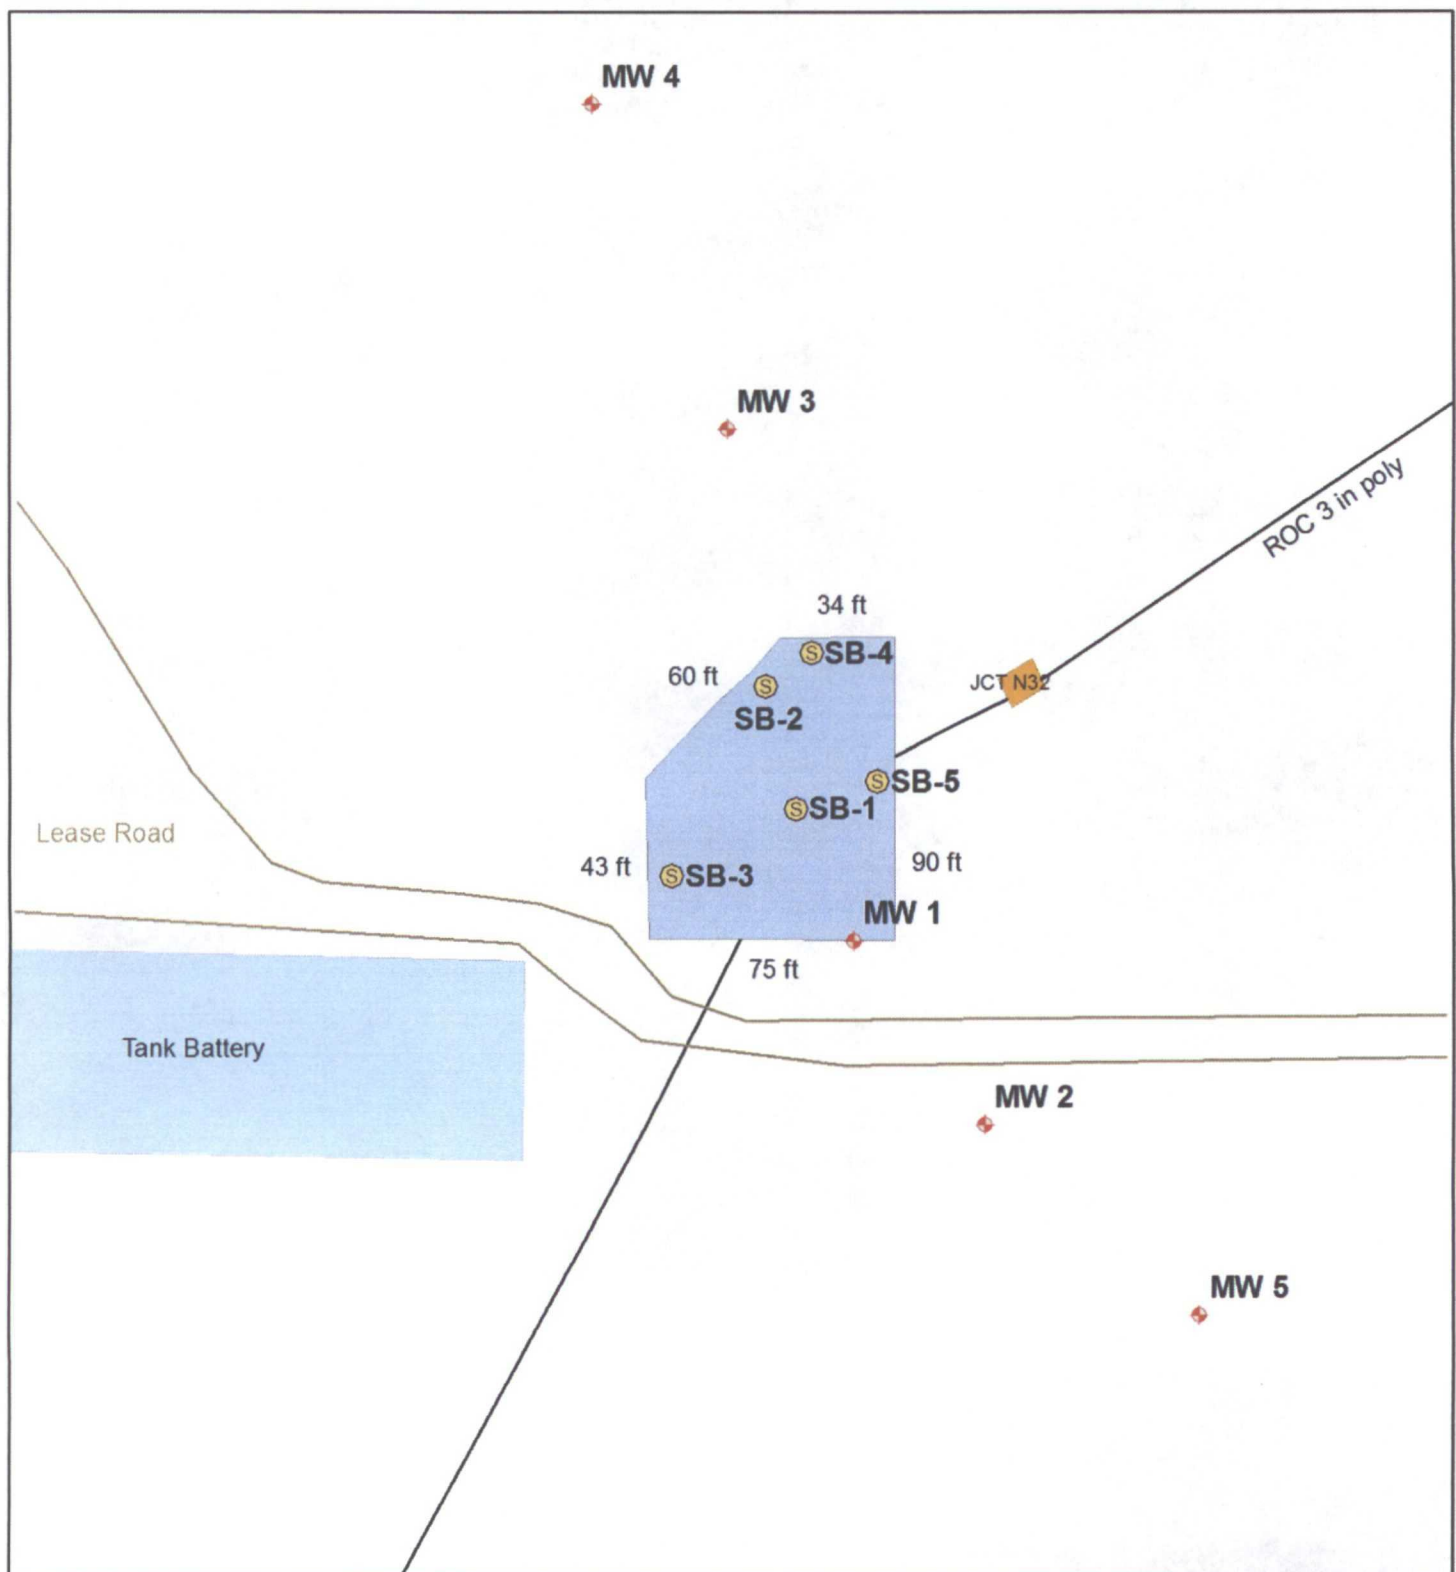 MW 4
MW 3
ROC 3 in poly
34 ft
SB-4
60 ft
JCT N32
SB-2
SB-5
SB-1
Lease Road
43 ft
SB-3
90 ft
MW 1
75 ft
Tank Battery
MW 2
MW 5